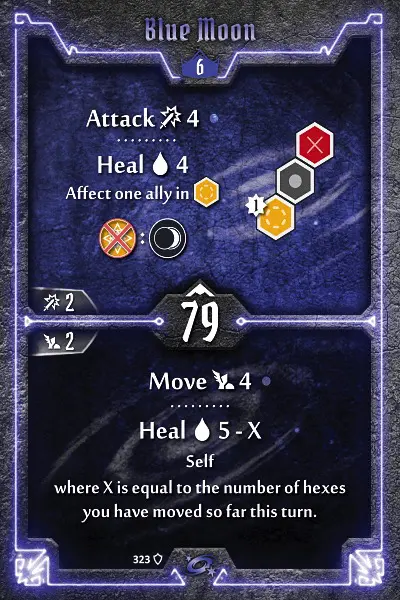 Blue Moon
6
Attack 4
Heal 4
Affect one ally in
1
:
2
79
2
Move 4
Heal 5 - X
Self
where X is equal to the number of hexes
you have moved so far this turn.
323